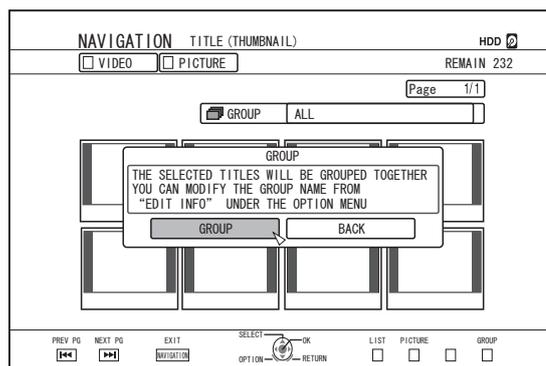 NAVIGATION TITLE (THUMBNAIL) HDD
VIDEO PICTURE REMAIN 232
Page 1/1
GROUP ALL
GROUP
THE SELECTED TITLES WILL BE GROUPED TOGETHER
YOU CAN MODIFY THE GROUP NAME FROM
“EDIT INFO” UNDER THE OPTION MENU
GROUP BACK
PREV PG NEXT PG EXIT SELECT OK LIST PICTURE GROUP
NAVIGATION OPTION RETURN